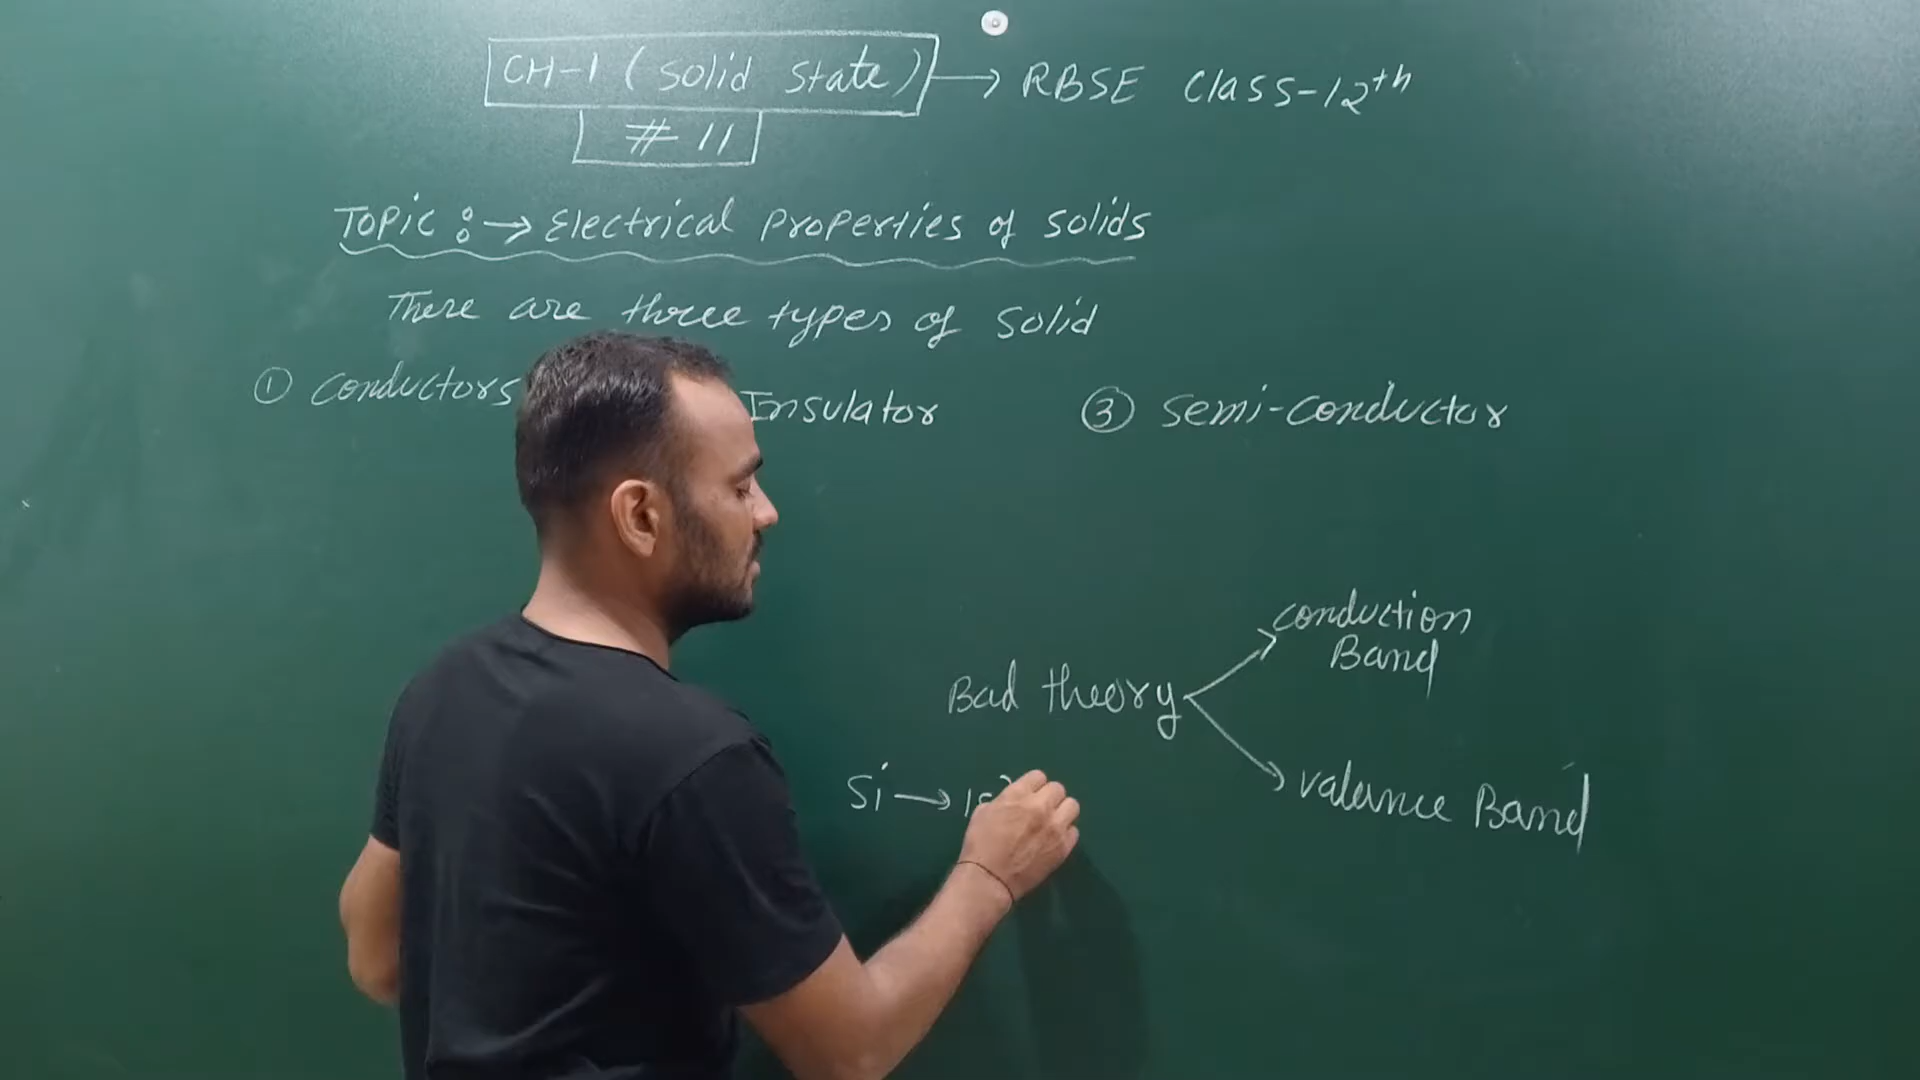 CH-1 (Solid State) → RBSE Class-12th
# 11
Topic :→ Electrical properties of solids
There are three types of solid
① Conductors Insulator ③ Semi-conductor
Conduction
Band
Bad theory
Si → 1s²
valence Band